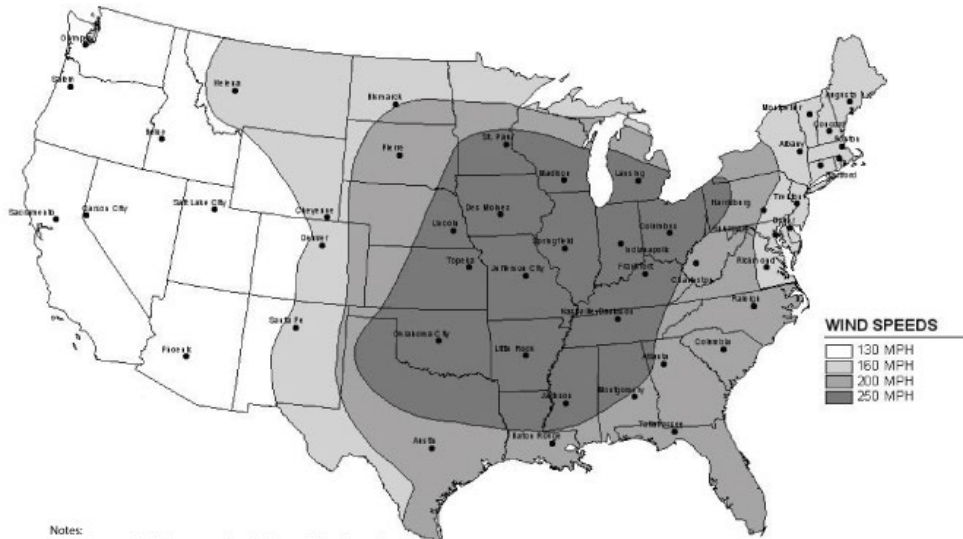 Olympia
Salem
Boise
Helena
Bismarck
Pierre
St. Paul
Madison
Lansing
Montpelier
Augusta
Concord
Albany
Boston
Hartford
Sacramento
Carson City
Salt Lake City
Cheyenne
Denver
Lincoln
Des Moines
Springfield
Indianapolis
Columbus
Harrisburg
Trenton
Dover
Topeka
Jefferson City
Frankfort
Charleston
Richmond
Santa Fe
Phoenix
Oklahoma City
Little Rock
Nashville-Davidson
Raleigh
Columbia
Atlanta
Montgomery
Jackson
Tallahassee
Baton Rouge
Austin
WIND SPEEDS
130 MPH
160 MPH
200 MPH
250 MPH
Notes: